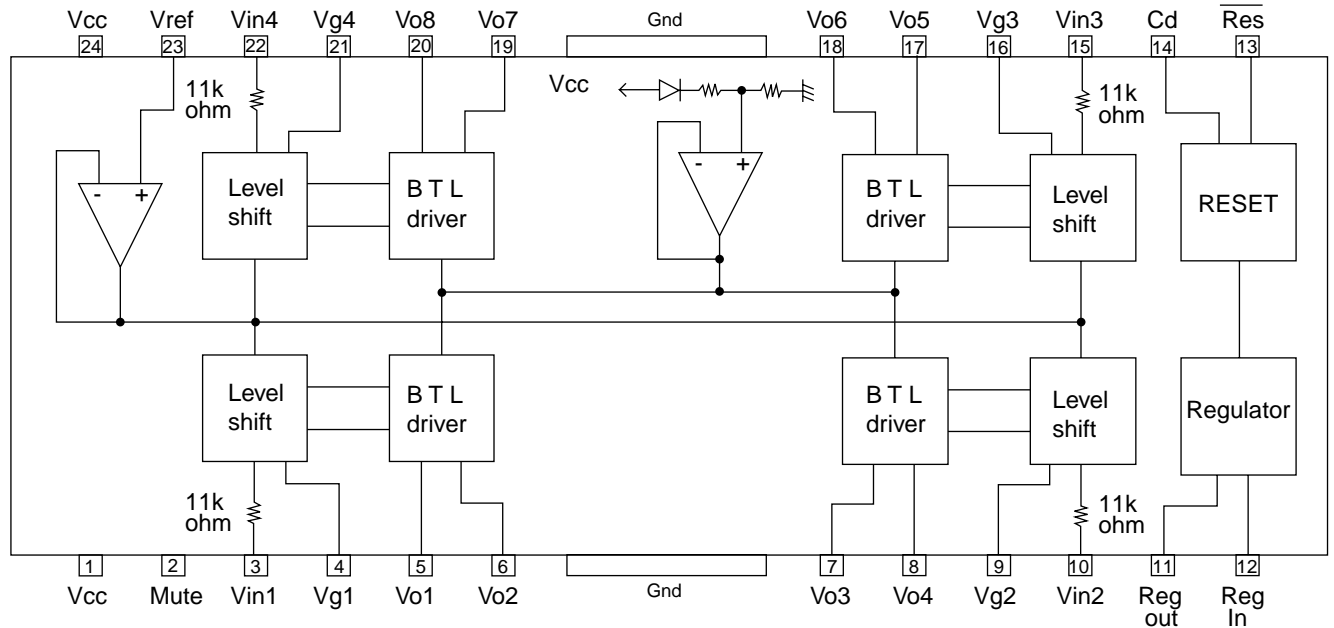 Vcc Vref Vin4 Vg4 Vo8 Vo7 Gnd Vo6 Vo5 Vg3 Vin3 Cd Res
24 23 22 21 20 19 18 17 16 15 14 13
11k
ohm
Vcc
11k
ohm
- +
Level
shift
B T L
driver
- +
B T L
driver
Level
shift
RESET
Level
shift
B T L
driver
B T L
driver
Level
shift
Regulator
11k
ohm
11k
ohm
1 2 3 4 5 6 Gnd 7 8 9 10 11 12
Vcc Mute Vin1 Vg1 Vo1 Vo2 Vo3 Vo4 Vg2 Vin2 Reg Reg
out In